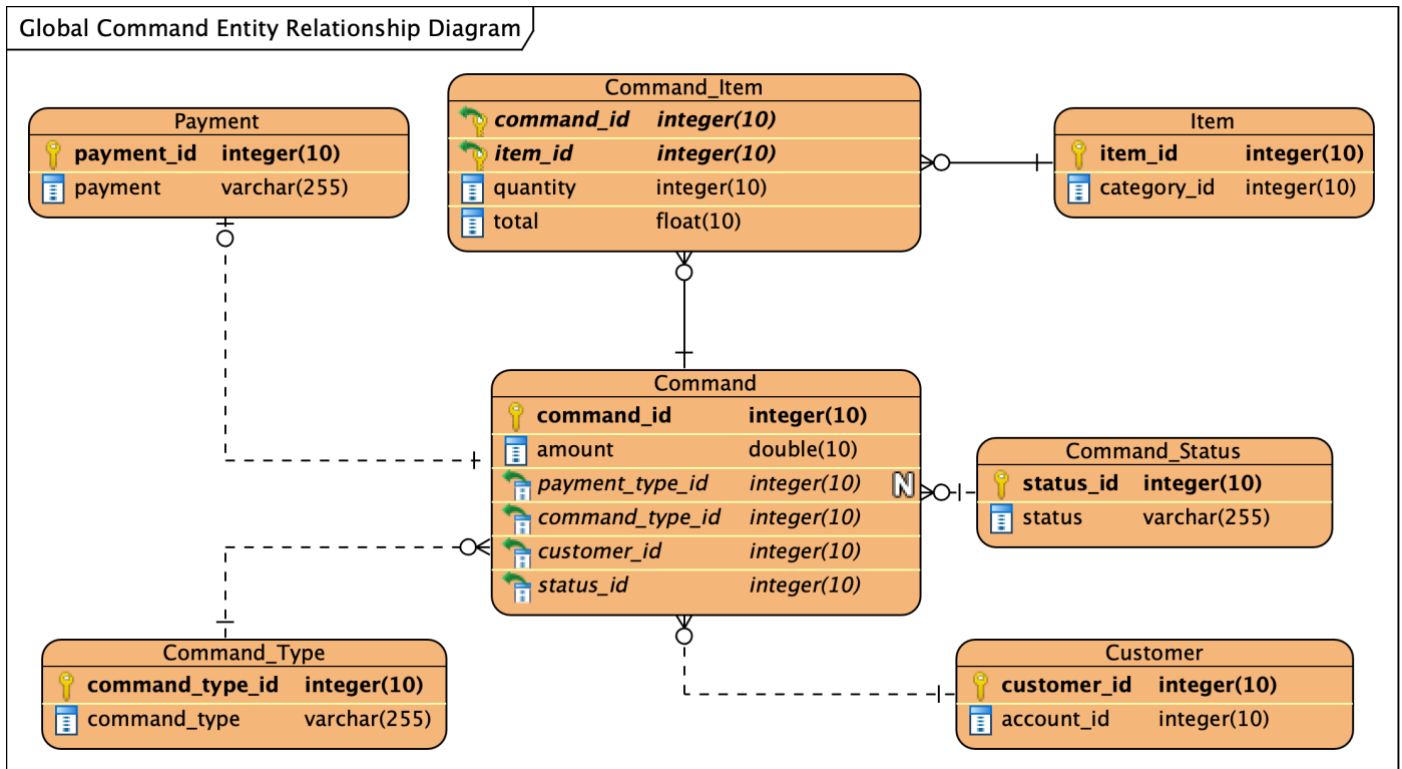 Global Command Entity Relationship Diagram
Payment
payment_id integer(10)
payment varchar(255)
Command_Item
command_id integer(10)
item_id integer(10)
quantity integer(10)
total float(10)
Item
item_id integer(10)
category_id integer(10)
Command
command_id integer(10)
amount double(10)
payment_type_id integer(10) N
command_type_id integer(10)
customer_id integer(10)
status_id integer(10)
Command_Status
status_id integer(10)
status varchar(255)
Command_Type
command_type_id integer(10)
command_type varchar(255)
Customer
customer_id integer(10)
account_id integer(10)